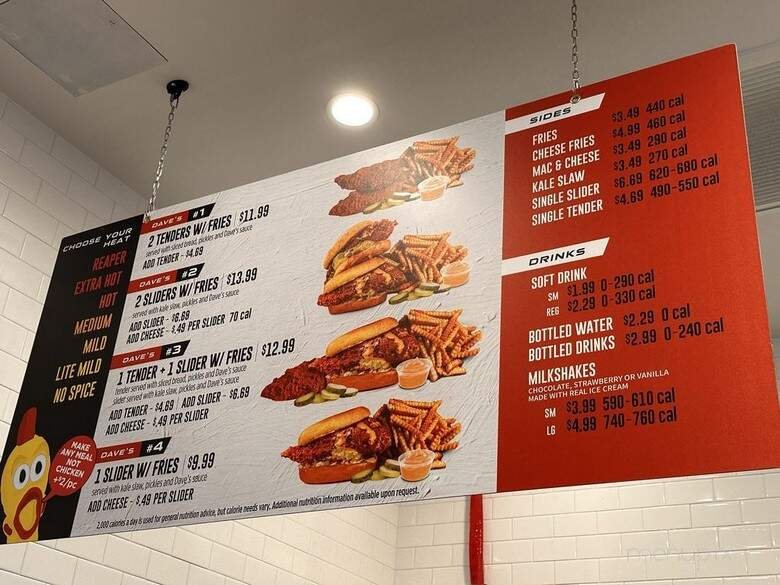 CHOOSE YOUR
HEAT
REAPER
EXTRA HOT
HOT
MEDIUM
MILD
LITE MILD
NO SPICE
MAKE
ANY MEAL
NOT
CHICKEN
+$2/PC
DAVE'S #1
2 TENDERS W/ FRIES | $11.99
served with sliced bread, pickles and Dave's sauce
ADD TENDER - $4.69
DAVE'S #2
2 SLIDERS W/ FRIES | $13.99
served with kale slaw, pickles and Dave's sauce
ADD SLIDER - $6.69
ADD CHEESE - $.49 PER SLIDER 70 cal
DAVE'S #3
1 TENDER + 1 SLIDER W/ FRIES | $12.99
tender served with sliced bread, pickles and Dave's sauce
slider served with kale slaw, pickles and Dave's sauce
ADD TENDER - $4.69 | ADD SLIDER - $6.69
ADD CHEESE - $.49 PER SLIDER
DAVE'S #4
1 SLIDER W/ FRIES | $9.99
served with kale slaw, pickles and Dave's sauce
ADD CHEESE - $.49 PER SLIDER
2,000 calories a day is used for general nutrition advice, but calorie needs vary. Additional nutrition information available upon request.
SIDES
FRIES $3.49 440 cal
CHEESE FRIES $4.99 460 cal
MAC & CHEESE $3.49 290 cal
KALE SLAW $3.49 270 cal
SINGLE SLIDER $6.69 620-680 cal
SINGLE TENDER $4.69 490-550 cal
DRINKS
SOFT DRINK
SM $1.99 0-290 cal
REG $2.29 0-330 cal
BOTTLED WATER $2.29 0 cal
BOTTLED DRINKS $2.99 0-240 cal
MILKSHAKES
CHOCOLATE, STRAWBERRY OR VANILLA
MADE WITH REAL ICE CREAM
SM $3.99 590-610 cal
LG $4.99 740-760 cal